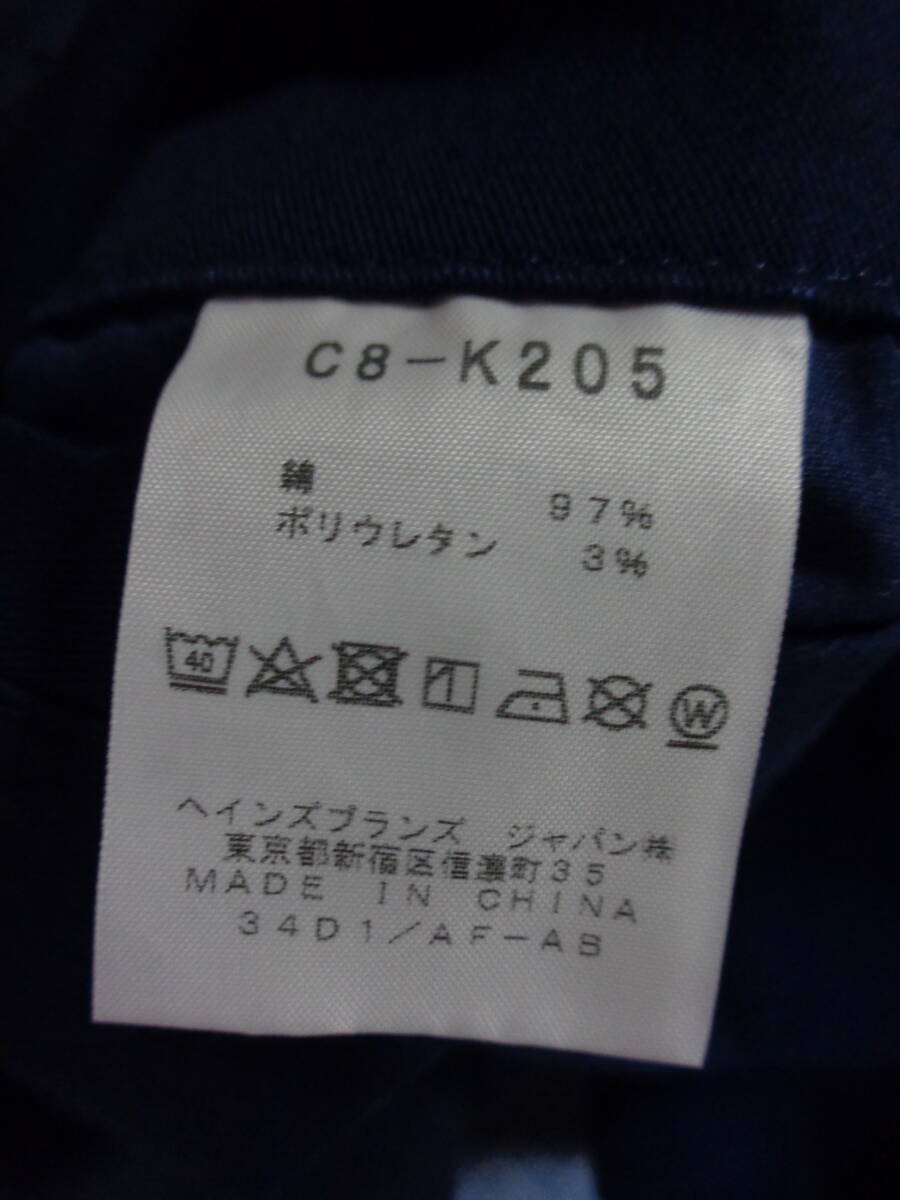 C8-K205
綿 97%
ポリウレタン 3%
40
W
ヘインズブランズ ジャパン㈱
東京都新宿区信濃町35
MADE IN CHINA
34D1/AF-AB